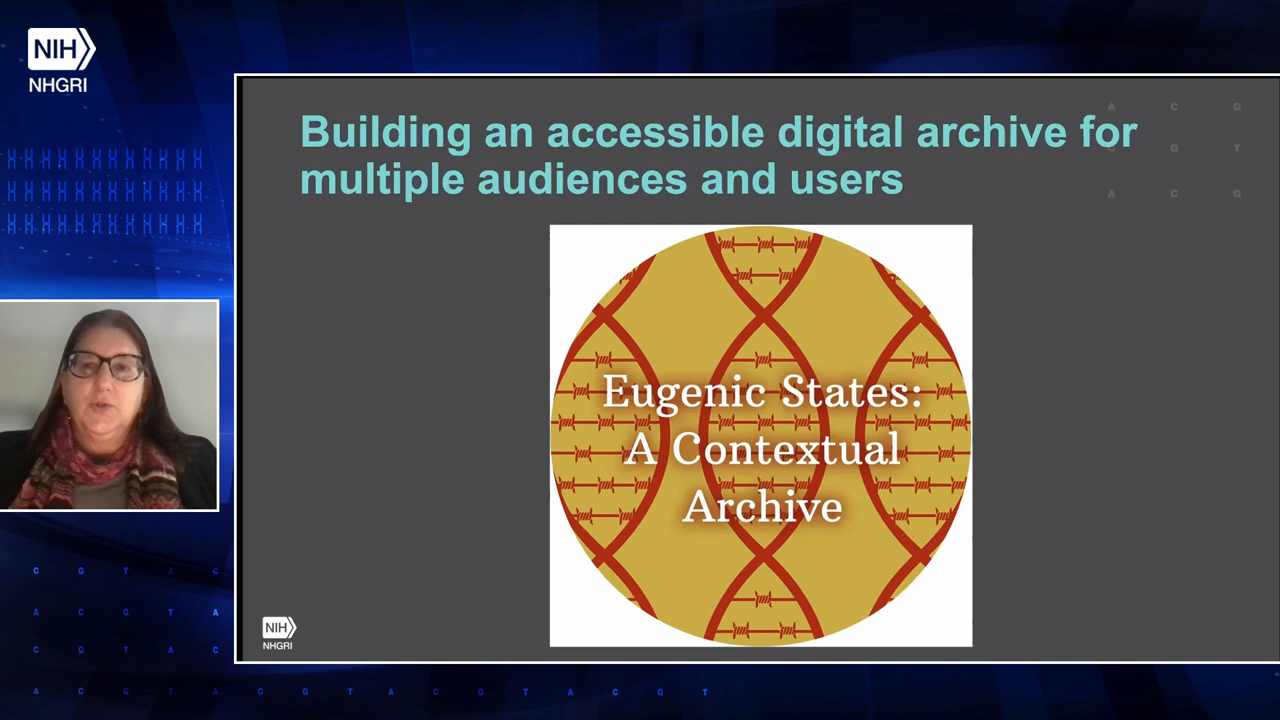 NIH
NHGRI
Building an accessible digital archive for
multiple audiences and users
A C G
C G T
A C G
Eugenic States:
A Contextual
Archive
NIH
NHGRI
C G T A C
A C G T A
C G T A C
A C G T A C G T A C G T A C G T